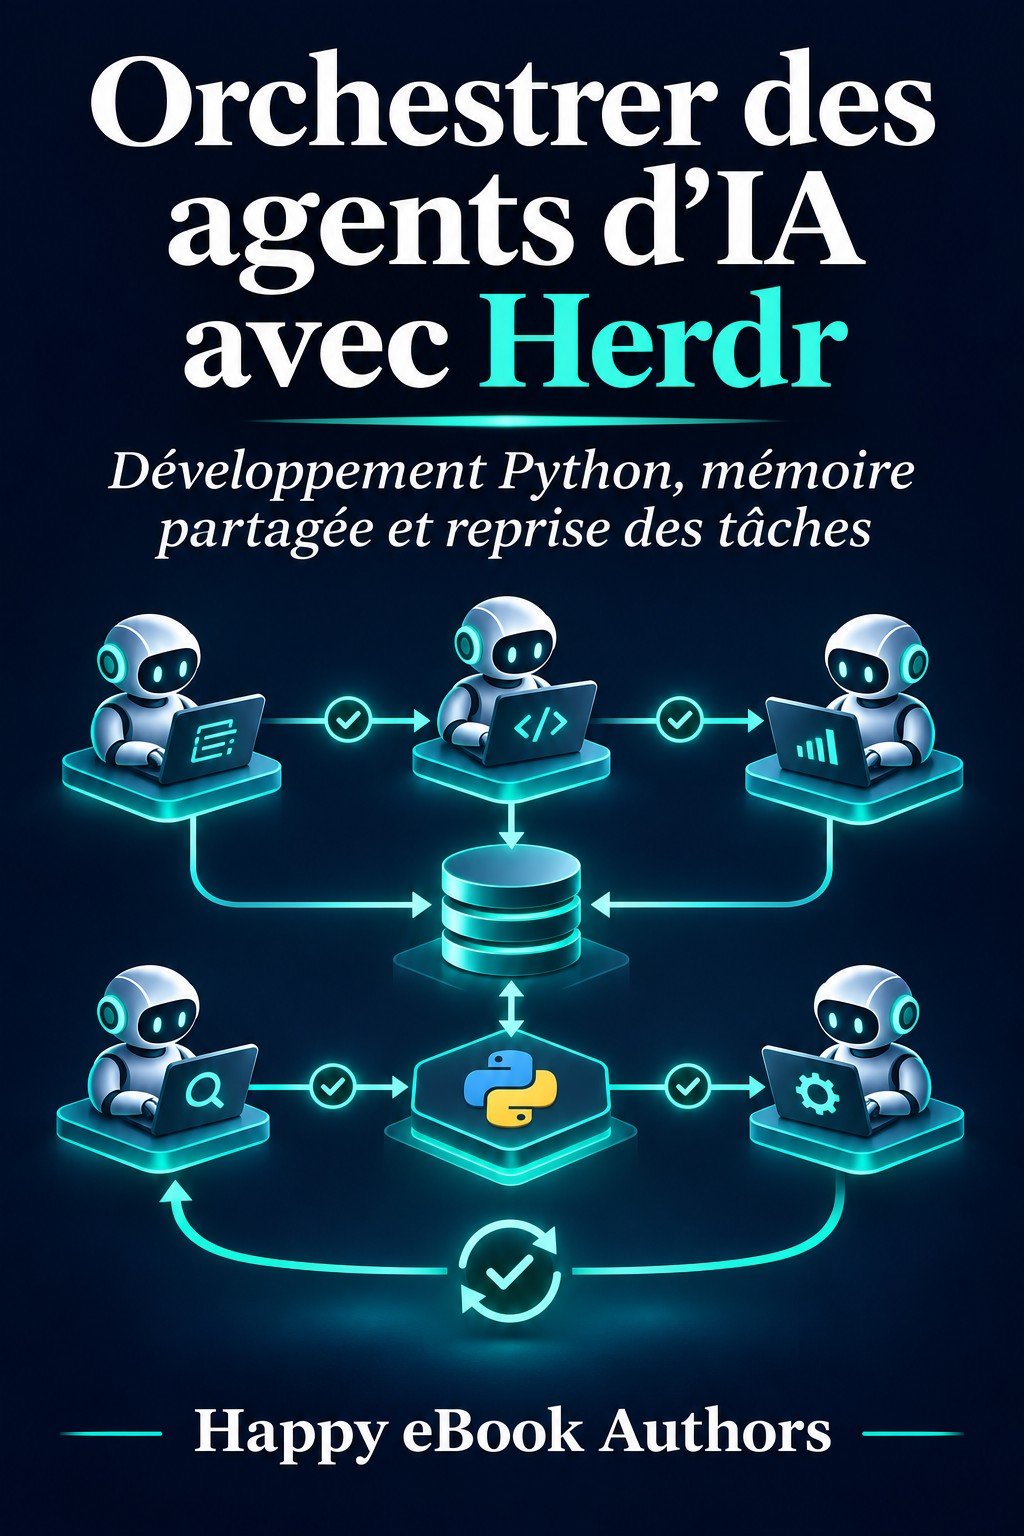 Orchestrer des
agents d’IA
avec Herdr
Développement Python, mémoire
partagée et reprise des tâches
</>
Happy eBook Authors